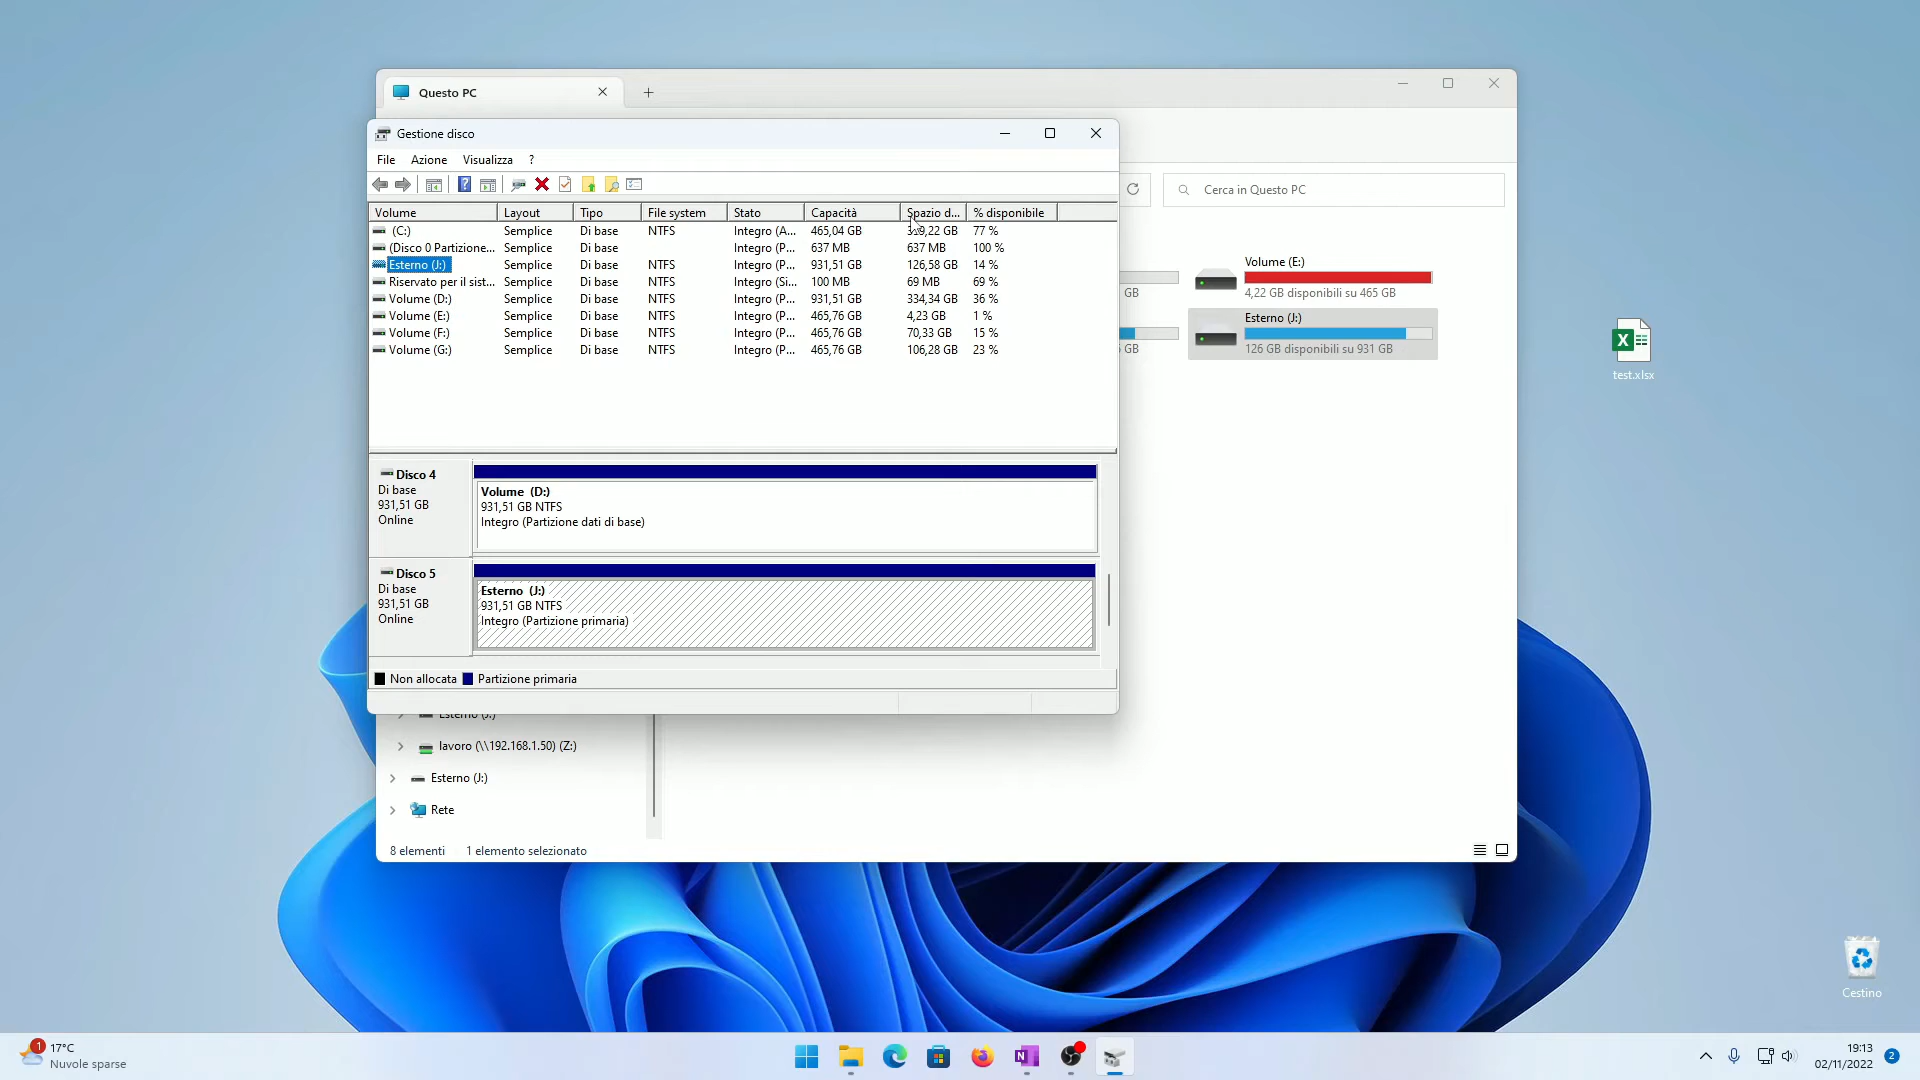 Questo PC
Gestione disco
File Azione Visualizza ?
Cerca in Questo PC
Volume Layout Tipo File system Stato Capacità Spazio d... % disponibile
(C:) Semplice Di base NTFS Integro (A... 465,04 GB 9,22 GB 77 %
(Disco 0 Partizione... Semplice Di base Integro (P... 637 MB 637 MB 100 %
Esterno (J:) Semplice Di base NTFS Integro (P... 931,51 GB 126,58 GB 14 %
Riservato per il sist... Semplice Di base NTFS Integro (Si... 100 MB 69 MB 69 %
Volume (D:) Semplice Di base NTFS Integro (P... 931,51 GB 334,34 GB 36 %
Volume (E:) Semplice Di base NTFS Integro (P... 465,76 GB 4,23 GB 1 %
Volume (F:) Semplice Di base NTFS Integro (P... 465,76 GB 70,33 GB 15 %
Volume (G:) Semplice Di base NTFS Integro (P... 465,76 GB 106,28 GB 23 %
GB
GB
Volume (E:)
4,22 GB disponibili su 465 GB
Esterno (J:)
126 GB disponibili su 931 GB
test.xlsx
Disco 4
Di base
931,51 GB
Online
Volume (D:)
931,51 GB NTFS
Integro (Partizione dati di base)
Disco 5
Di base
931,51 GB
Online
Esterno (J:)
931,51 GB NTFS
Integro (Partizione primaria)
Non allocata Partizione primaria
Esterno (J:)
lavoro (\\192.168.1.50) (Z:)
Esterno (J:)
Rete
8 elementi 1 elemento selezionato
Cestino
1
17°C
Nuvole sparse
19:13
02/11/2022
2